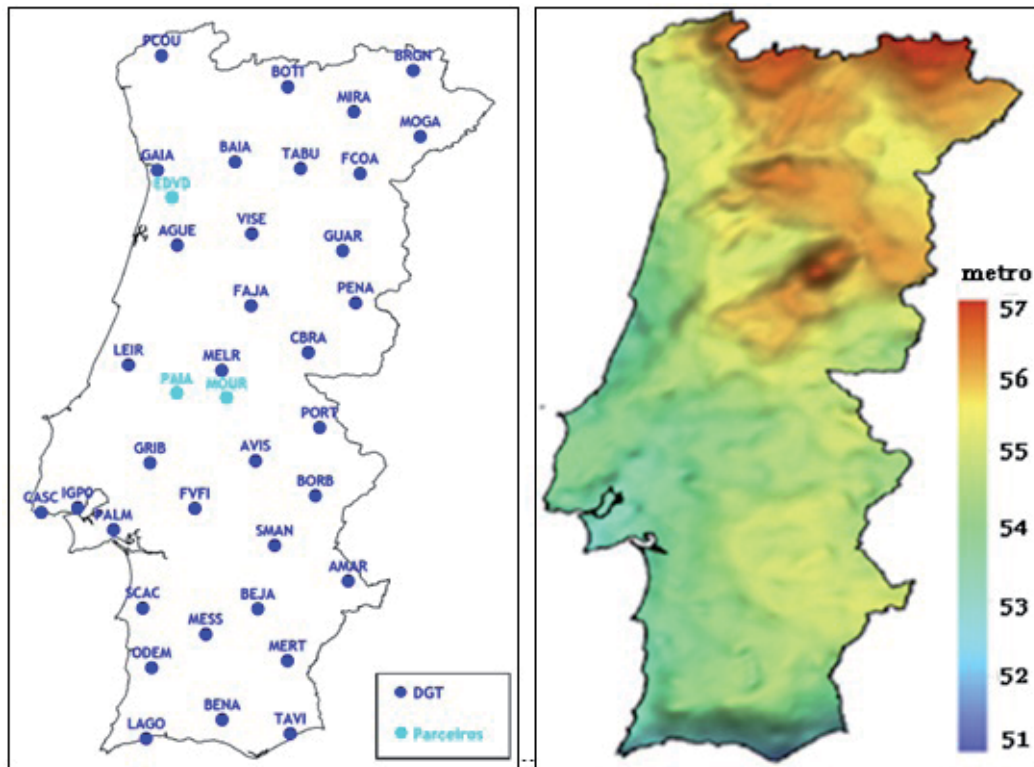 PCOU
BRGN
BOTI
MIRA
MOGA
BAIA
GAIA
TABU
FCOA
EDVD
VISE
AGUE
GUAR
PENA
FAJA
CBRA
LEIR
MELR
PAIA
MOUR
PORT
GRIB
AVIS
BORB
CASC
IGPO
FVFI
PALM
SMAN
AMAR
SCAC
BEJA
MESS
ODEM
MERT
BENA
LAGO
TAVI
DGT
Parceiros
metro
57
56
55
54
53
52
51